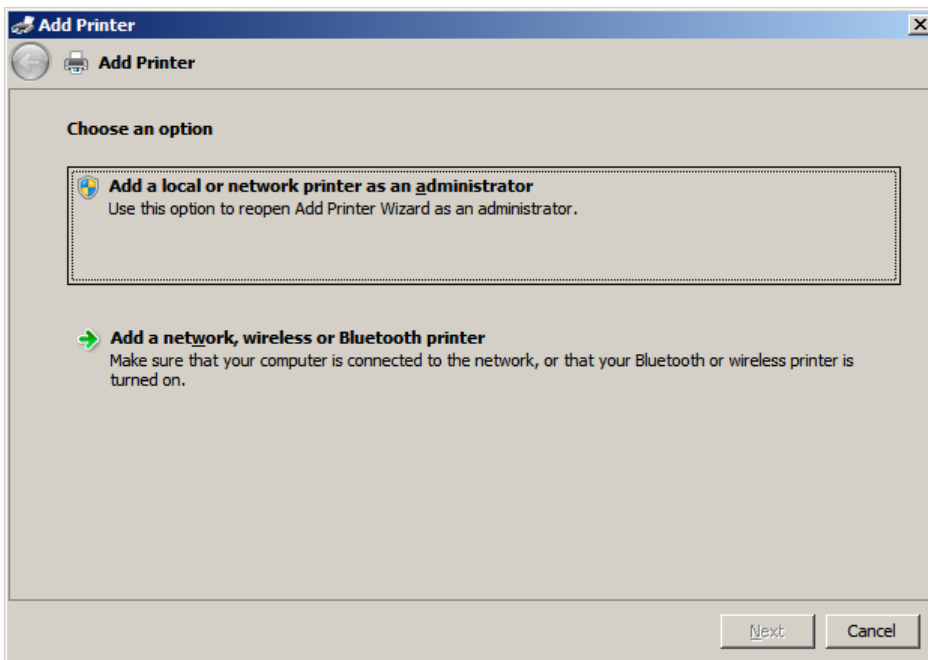 Add Printer
Add Printer
Choose an option
Add a local or network printer as an administrator
Use this option to reopen Add Printer Wizard as an administrator.
Add a network, wireless or Bluetooth printer
Make sure that your computer is connected to the network, or that your Bluetooth or wireless printer is
turned on.
Next
Cancel